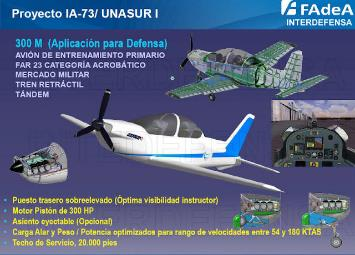 Proyecto IA-73/ UNASUR I
FAdeA
INTERDEFENSA
300 M (Aplicación para Defensa)
AVIÓN DE ENTRENAMIENTO PRIMARIO
FAR 23 CATEGORÍA ACROBÁTICO
MERCADO MILITAR
TREN RETRÁCTIL
TÁNDEM
Puesto trasero sobreelevado (Óptima visibilidad instructor)
Motor Pistón de 300 HP
Asiento eyectable (Opcional)
Carga Alar y Peso / Potencia optimizados para rango de velocidades entre 54 y 180 KTAS
Techo de Servicio, 20.000 pies